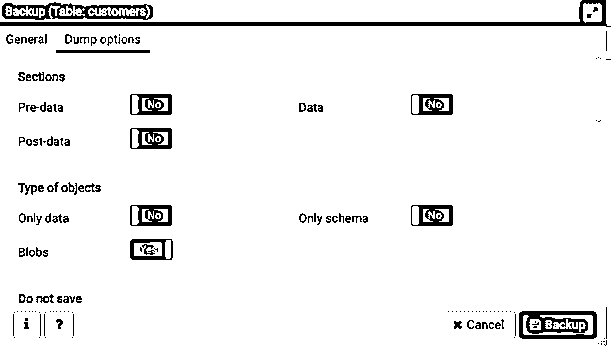 Backup (Table: customers)
General Dump options
Sections
Pre-data No Data No
Post-data No
Type of objects
Only data No Only schema No
Blobs
Do not save
i ? Cancel Backup